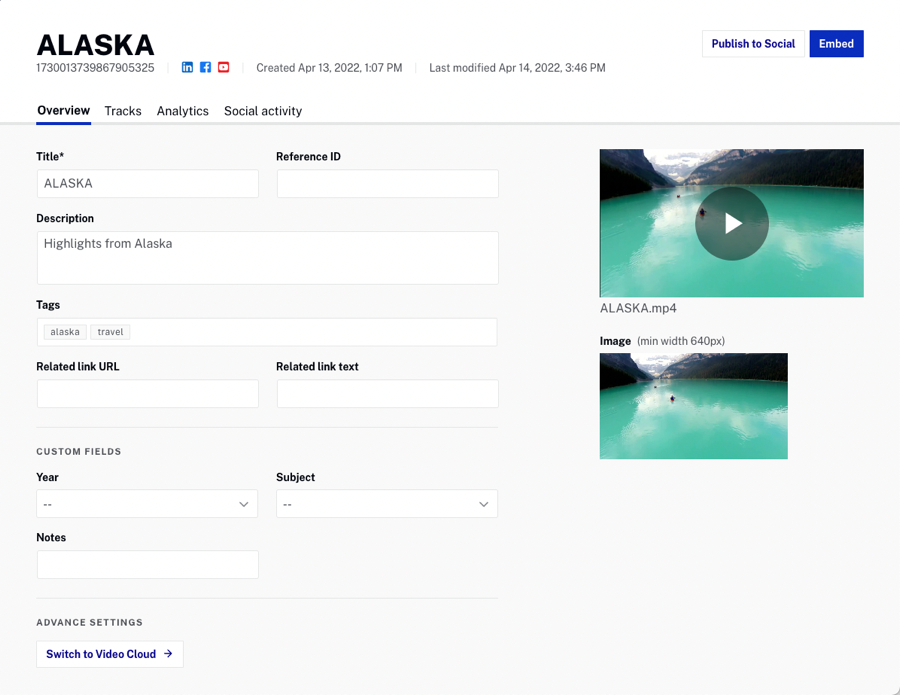 ALASKA
1730013739867905325 Created Apr 13, 2022, 1:07 PM Last modified Apr 14, 2022, 3:46 PM
Publish to Social Embed
Overview Tracks Analytics Social activity
Title* Reference ID
ALASKA
Description
Highlights from Alaska
Tags
alaska travel
Related link URL Related link text
CUSTOM FIELDS
Year Subject
-- --
Notes
ADVANCE SETTINGS
Switch to Video Cloud →
ALASKA.mp4
Image (min width 640px)